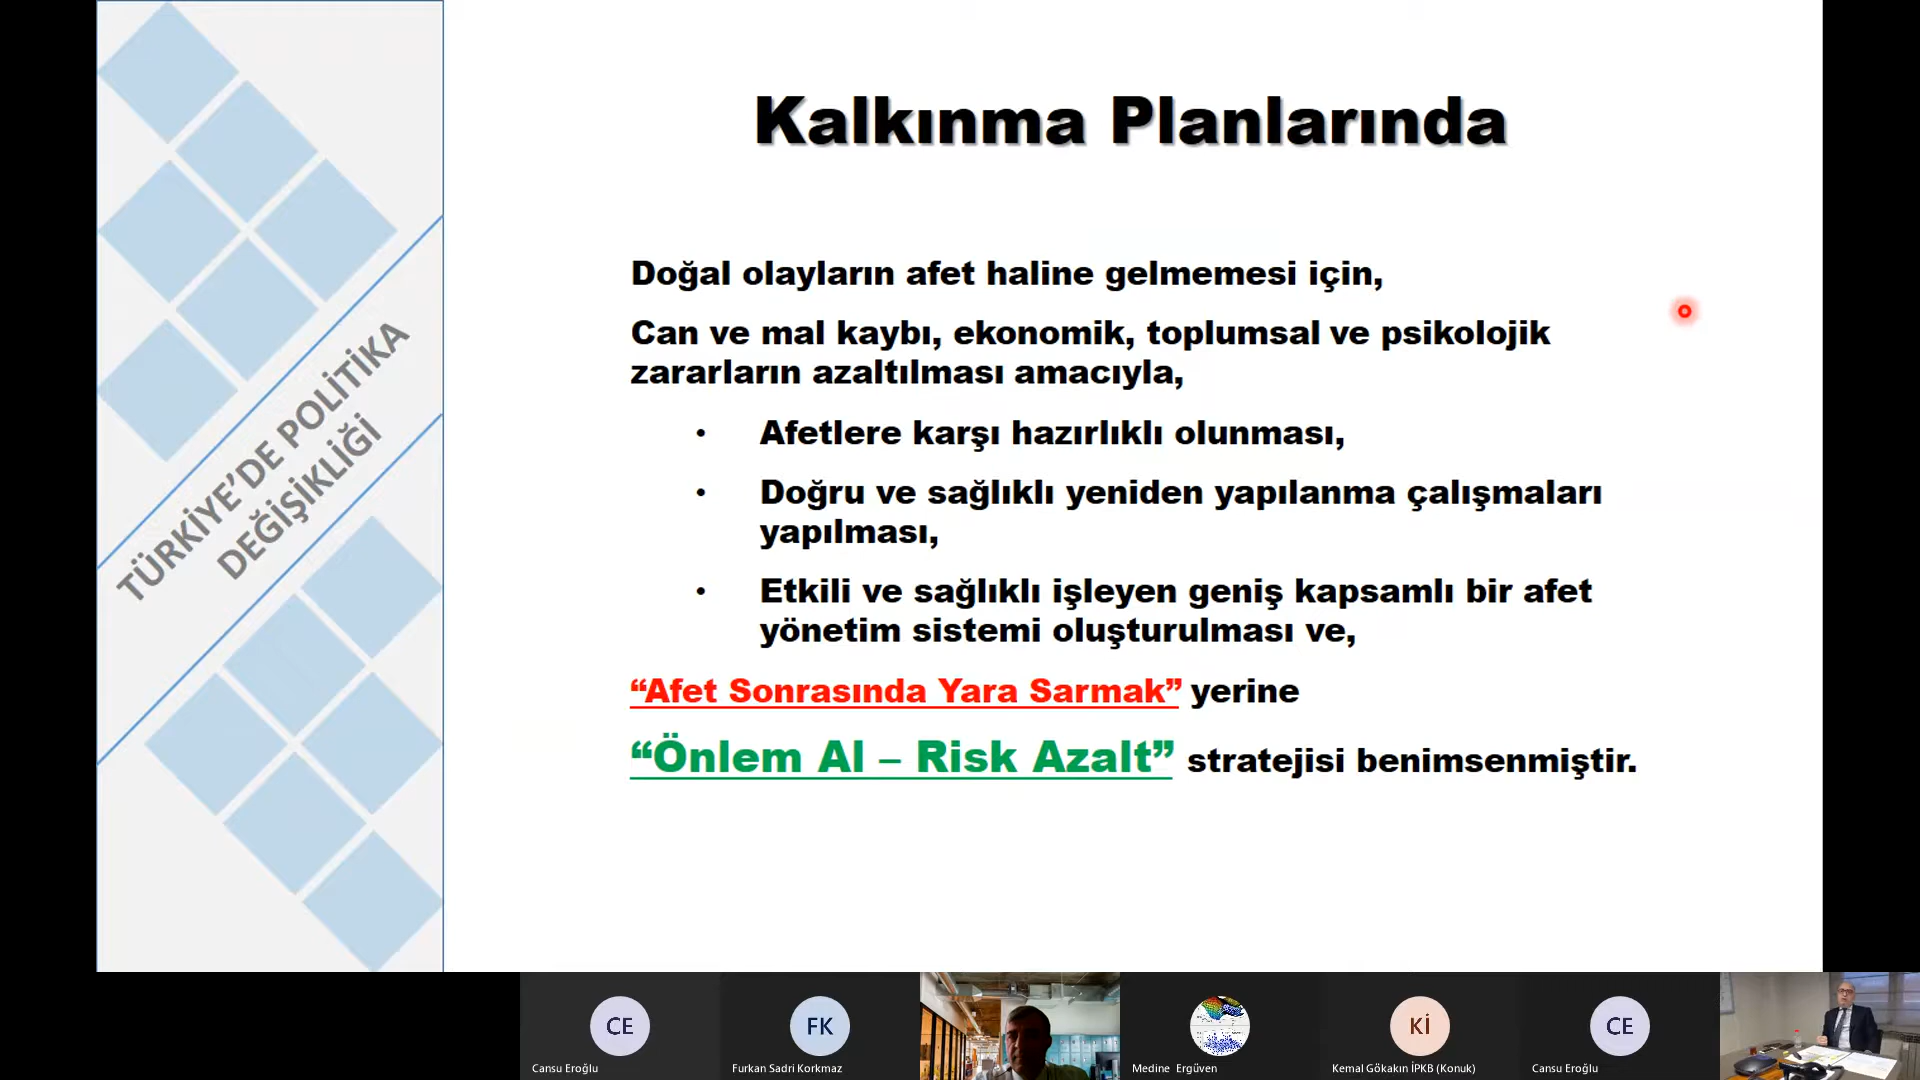 TÜRKİYE'DE POLİTİKA
DEĞİŞİKLİĞİ
Kalkınma Planlarında
Doğal olayların afet haline gelmemesi için,
Can ve mal kaybı, ekonomik, toplumsal ve psikolojik
zararların azaltılması amacıyla,
• Afetlere karşı hazırlıklı olunması,
• Doğru ve sağlıklı yeniden yapılanma çalışmaları
yapılması,
• Etkili ve sağlıklı işleyen geniş kapsamlı bir afet
yönetim sistemi oluşturulması ve,
“Afet Sonrasında Yara Sarmak” yerine
“Önlem Al – Risk Azalt” stratejisi benimsenmiştir.
CE
FK
Kİ
CE
Cansu Eroğlu
Furkan Sadri Korkmaz
Medine Ergüven
Kemal Gökakın İPKB (Konuk)
Cansu Eroğlu